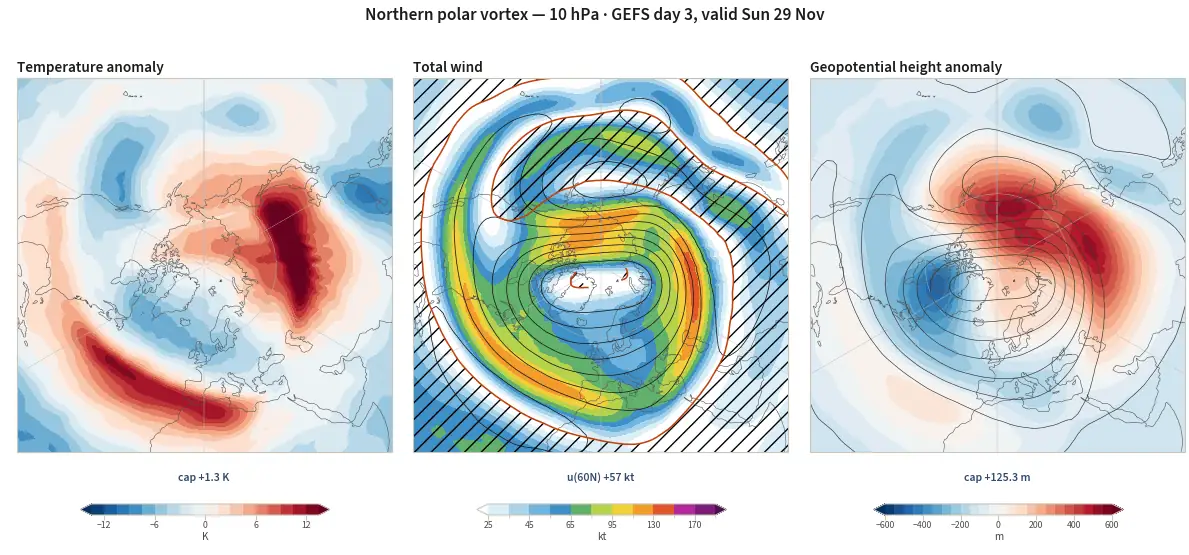 Northern polar vortex — 10 hPa · GEFS day 3, valid Sun 29 Nov
Temperature anomaly
Total wind
Geopotential height anomaly
cap +1.3 K
u(60N) +57 kt
cap +125.3 m
−12 −6 0 6 12
K
25 45 65 95 130 170
kt
−600 −400 −200 0 200 400 600
m